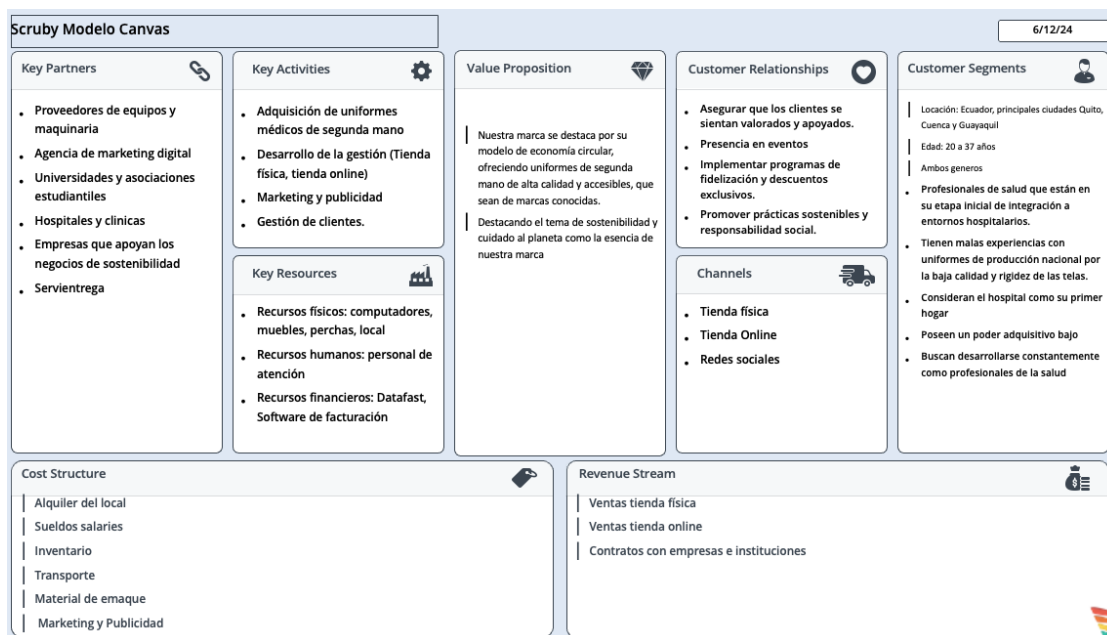 Scruby Modelo Canvas
6/12/24
Key Partners
Proveedores de equipos y
maquinaria
Agencia de marketing digital
Universidades y asociaciones
estudiantiles
Hospitales y clinicas
Empresas que apoyan los
negocios de sostenibilidad
Servientrega
Key Activities
Adquisición de uniformes
médicos de segunda mano
Desarrollo de la gestión (Tienda
física, tienda online)
Marketing y publicidad
Gestión de clientes.
Key Resources
Recursos físicos: computadores,
muebles, perchas, local
Recursos humanos: personal de
atención
Recursos financieros: Datafast,
Software de facturación
Value Proposition
Nuestra marca se destaca por su
modelo de economía circular,
ofreciendo uniformes de segunda
mano de alta calidad y accesibles, que
sean de marcas conocidas.
Destacando el tema de sostenibilidad y
cuidado al planeta como la esencia de
nuestra marca
Customer Relationships
Asegurar que los clientes se
sientan valorados y apoyados.
Presencia en eventos
Implementar programas de
fidelización y descuentos
exclusivos.
Promover prácticas sostenibles y
responsabilidad social.
Channels
Tienda física
Tienda Online
Redes sociales
Customer Segments
Locación: Ecuador, principales ciudades Quito,
Cuenca y Guayaquil
Edad: 20 a 37 años
Ambos generos
Profesionales de salud que están en
su etapa inicial de integración a
entornos hospitalarios.
Tienen malas experiencias con
uniformes de producción nacional por
la baja calidad y rigidez de las telas.
Consideran el hospital como su primer
hogar
Poseen un poder adquisitivo bajo
Buscan desarrollarse constantemente
como profesionales de la salud
Cost Structure
Alquiler del local
Sueldos salaries
Inventario
Transporte
Material de emaque
Marketing y Publicidad
Revenue Stream
Ventas tienda física
Ventas tienda online
Contratos con empresas e instituciones